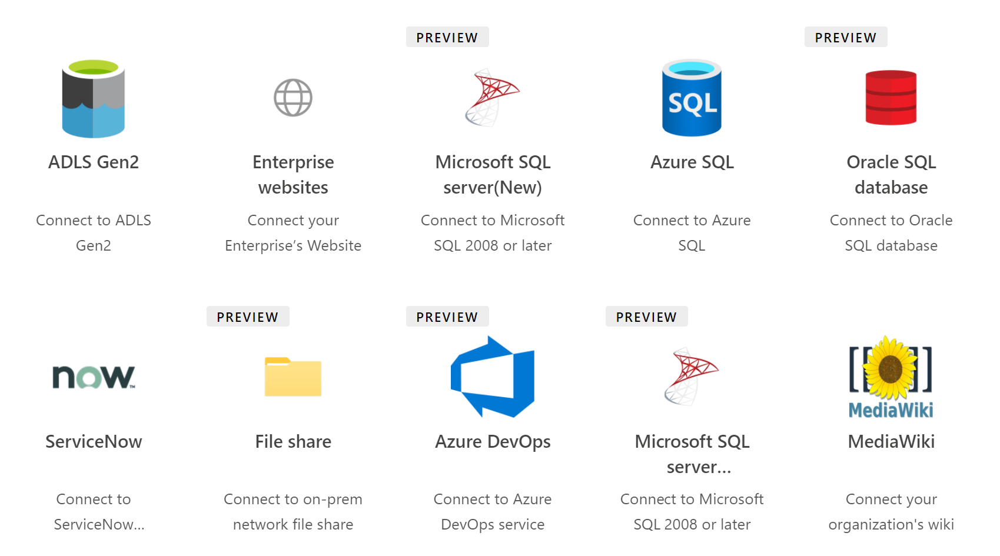 PREVIEW
PREVIEW
SQL
ADLS Gen2
Enterprise
websites
Microsoft SQL
server(New)
Azure SQL
Oracle SQL
database
Connect to ADLS
Gen2
Connect your
Enterprise’s Website
Connect to Microsoft
SQL 2008 or later
Connect to Azure
SQL
Connect to Oracle
SQL database
PREVIEW
PREVIEW
PREVIEW
now™
MediaWiki
ServiceNow
File share
Azure DevOps
Microsoft SQL
server...
MediaWiki
Connect to
ServiceNow...
Connect to on-prem
network file share
Connect to Azure
DevOps service
Connect to Microsoft
SQL 2008 or later
Connect your
organization's wiki